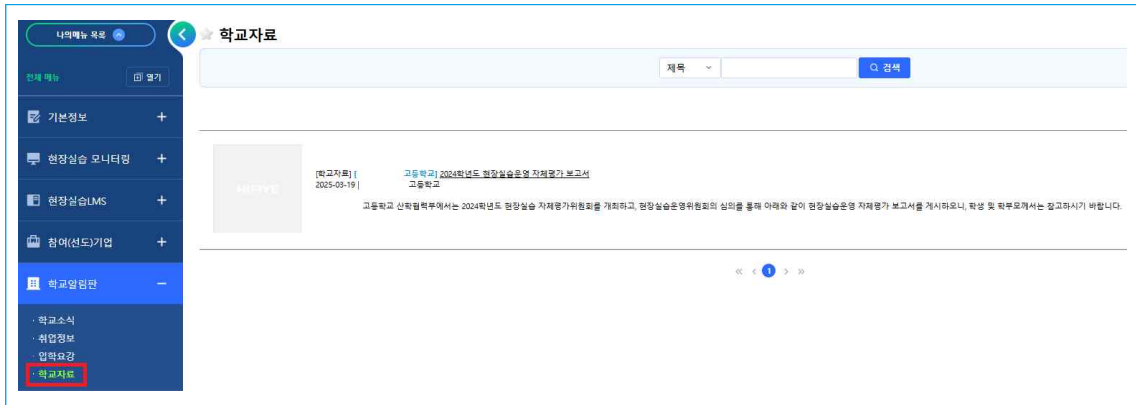 나의메뉴 목록
학교자료
전체 메뉴
열기
제목
검색
기본정보 +
현장실습 모니터링 +
현장실습LMS +
참여(선도)기업 +
학교알림판 −
· 학교소식
· 취업정보
· 입학요강
· 학교자료
HIFIVE
[학교자료] [ 고등학교] 2024학년도 현장실습운영 자체평가 보고서
2025-03-19 | 고등학교
고등학교 산학협력부에서는 2024학년도 현장실습 자체평가위원회를 개최하고, 현장실습운영위원회의 심의를 통해 아래와 같이 현장실습운영 자체평가 보고서를 게시하오니, 학생 및 학부모께서는 참고하시기 바랍니다.
« < 1 > »